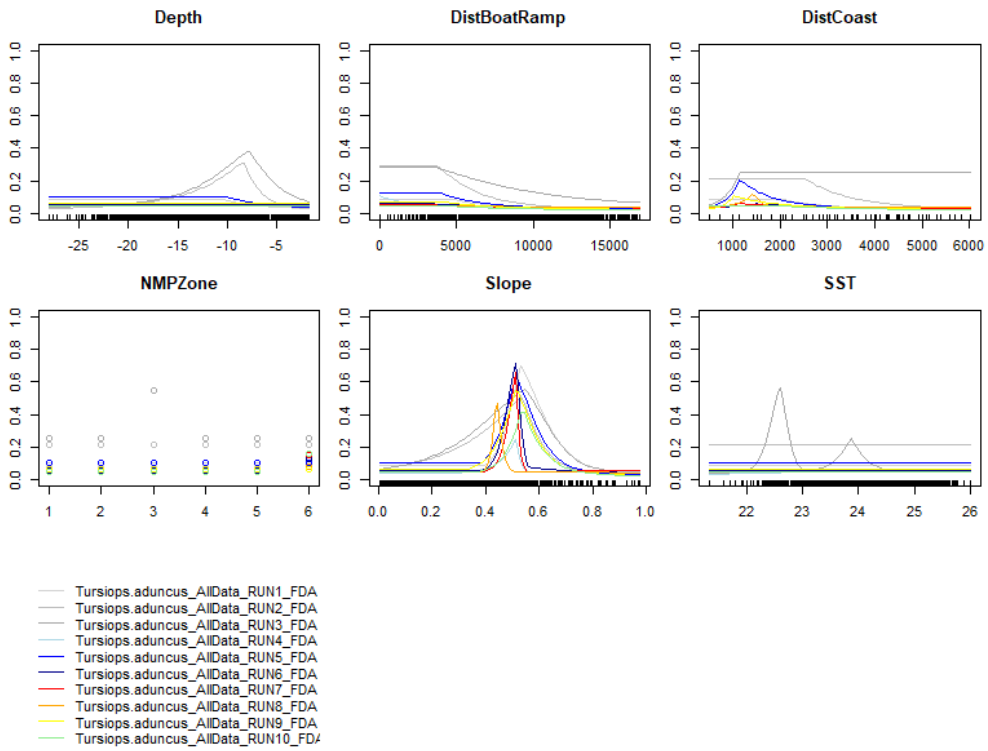 Depth
DistBoatRamp
DistCoast
0.0 0.2 0.4 0.6 0.8 1.0
0.0 0.2 0.4 0.6 0.8 1.0
0.0 0.2 0.4 0.6 0.8 1.0
-25 -20 -15 -10 -5
0 5000 10000 15000
1000 2000 3000 4000 5000 6000
NMPZone
Slope
SST
0.0 0.2 0.4 0.6 0.8 1.0
0.0 0.2 0.4 0.6 0.8 1.0
0.0 0.2 0.4 0.6 0.8 1.0
1 2 3 4 5 6
0.0 0.2 0.4 0.6 0.8 1.0
22 23 24 25 26
Tursiops.aduncus_AllData_RUN1_FDA
Tursiops.aduncus_AllData_RUN2_FDA
Tursiops.aduncus_AllData_RUN3_FDA
Tursiops.aduncus_AllData_RUN4_FDA
Tursiops.aduncus_AllData_RUN5_FDA
Tursiops.aduncus_AllData_RUN6_FDA
Tursiops.aduncus_AllData_RUN7_FDA
Tursiops.aduncus_AllData_RUN8_FDA
Tursiops.aduncus_AllData_RUN9_FDA
Tursiops.aduncus_AllData_RUN10_FDA